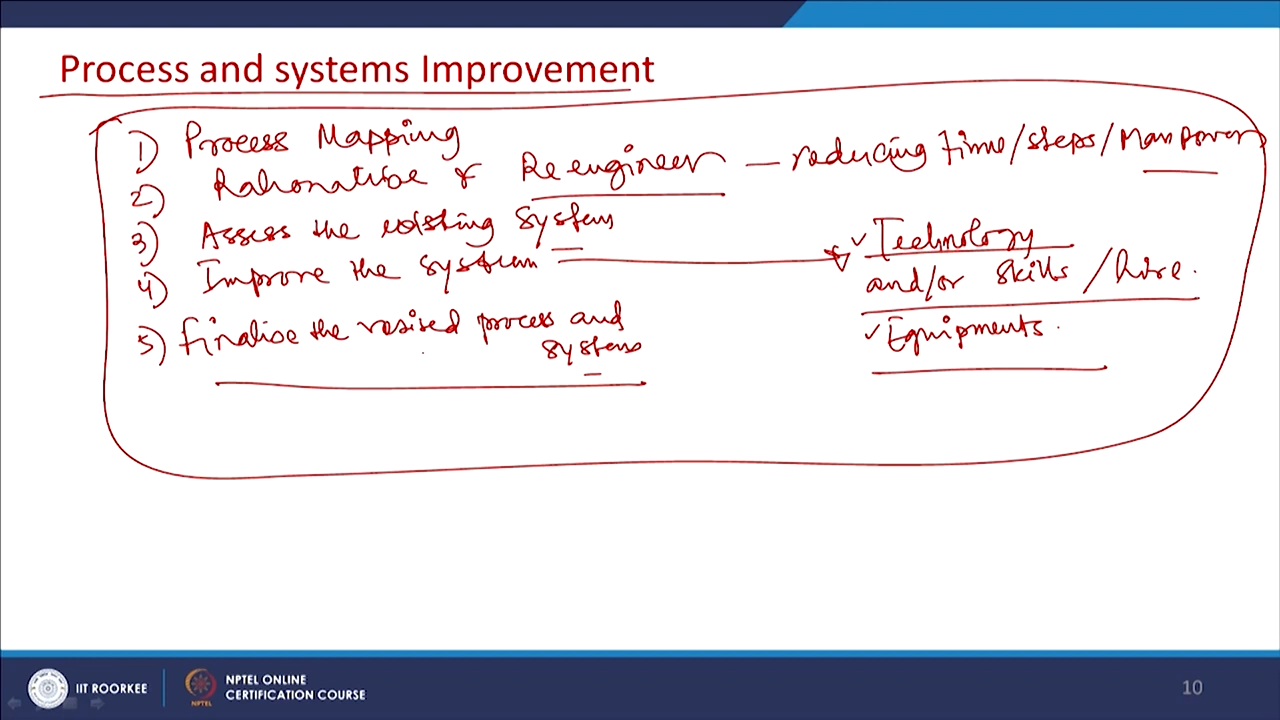 Process and systems Improvement
1) Process Mapping
2) Rationalise & Reengineer — reducing time/steps/Manpower
3) Assess the existing system
4) Improve the system → ✓ Technology
and/or skills / hire.
✓ Equipments.
5) finalise the revised process and
systems
IIT ROORKEE
NPTEL ONLINE
CERTIFICATION COURSE
NPTEL
10